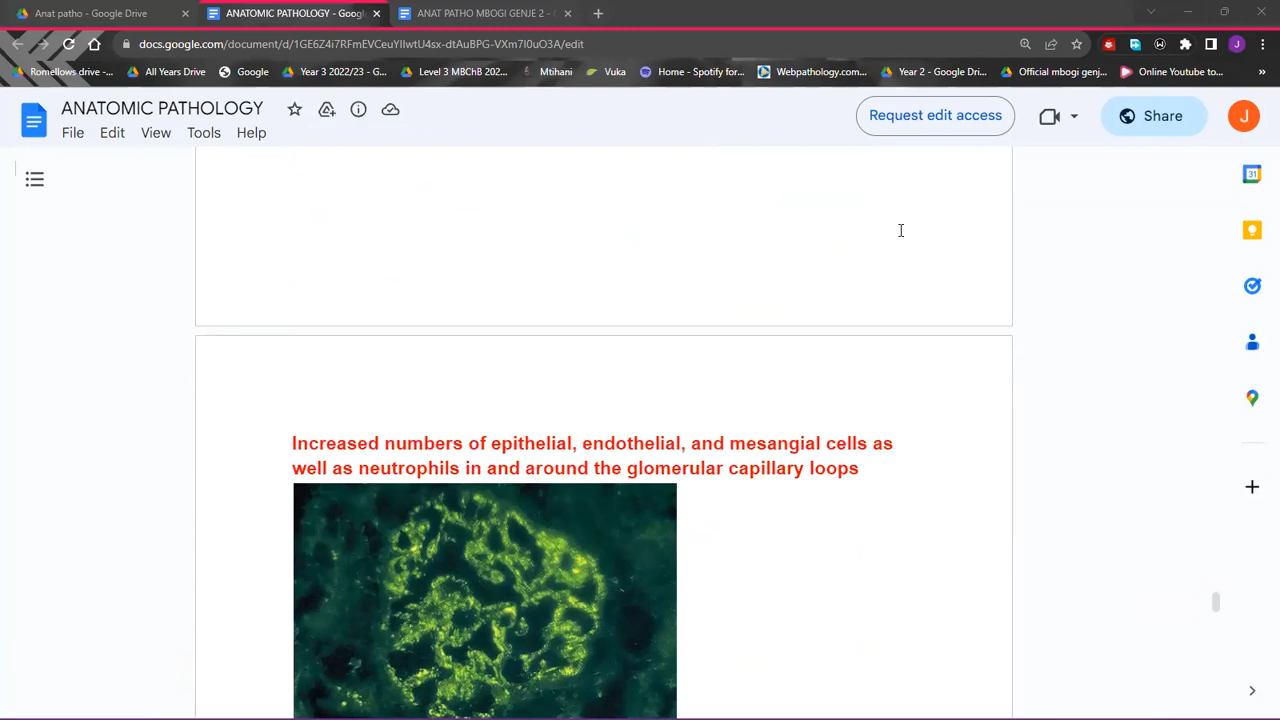 Anat patho - Google Drive
ANATOMIC PATHOLOGY - Goog
ANAT PATHO MBOGI GENJE 2 -
docs.google.com/document/d/1GE6Z4i7RFmEVCeuYIlwtU4sx-dtAuBPG-VXm7I0uO3A/edit
Romellows drive -...
All Years Drive
Google
Year 3 2022/23 - G...
Level 3 MBChB 202...
Mtihani
Vuka
Home - Spotify for...
Webpathology.com...
Year 2 - Google Dri...
Official mbogi genj...
Online Youtube to...
ANATOMIC PATHOLOGY
File Edit View Tools Help
Request edit access
Share
J
31
Increased numbers of epithelial, endothelial, and mesangial cells as
well as neutrophils in and around the glomerular capillary loops